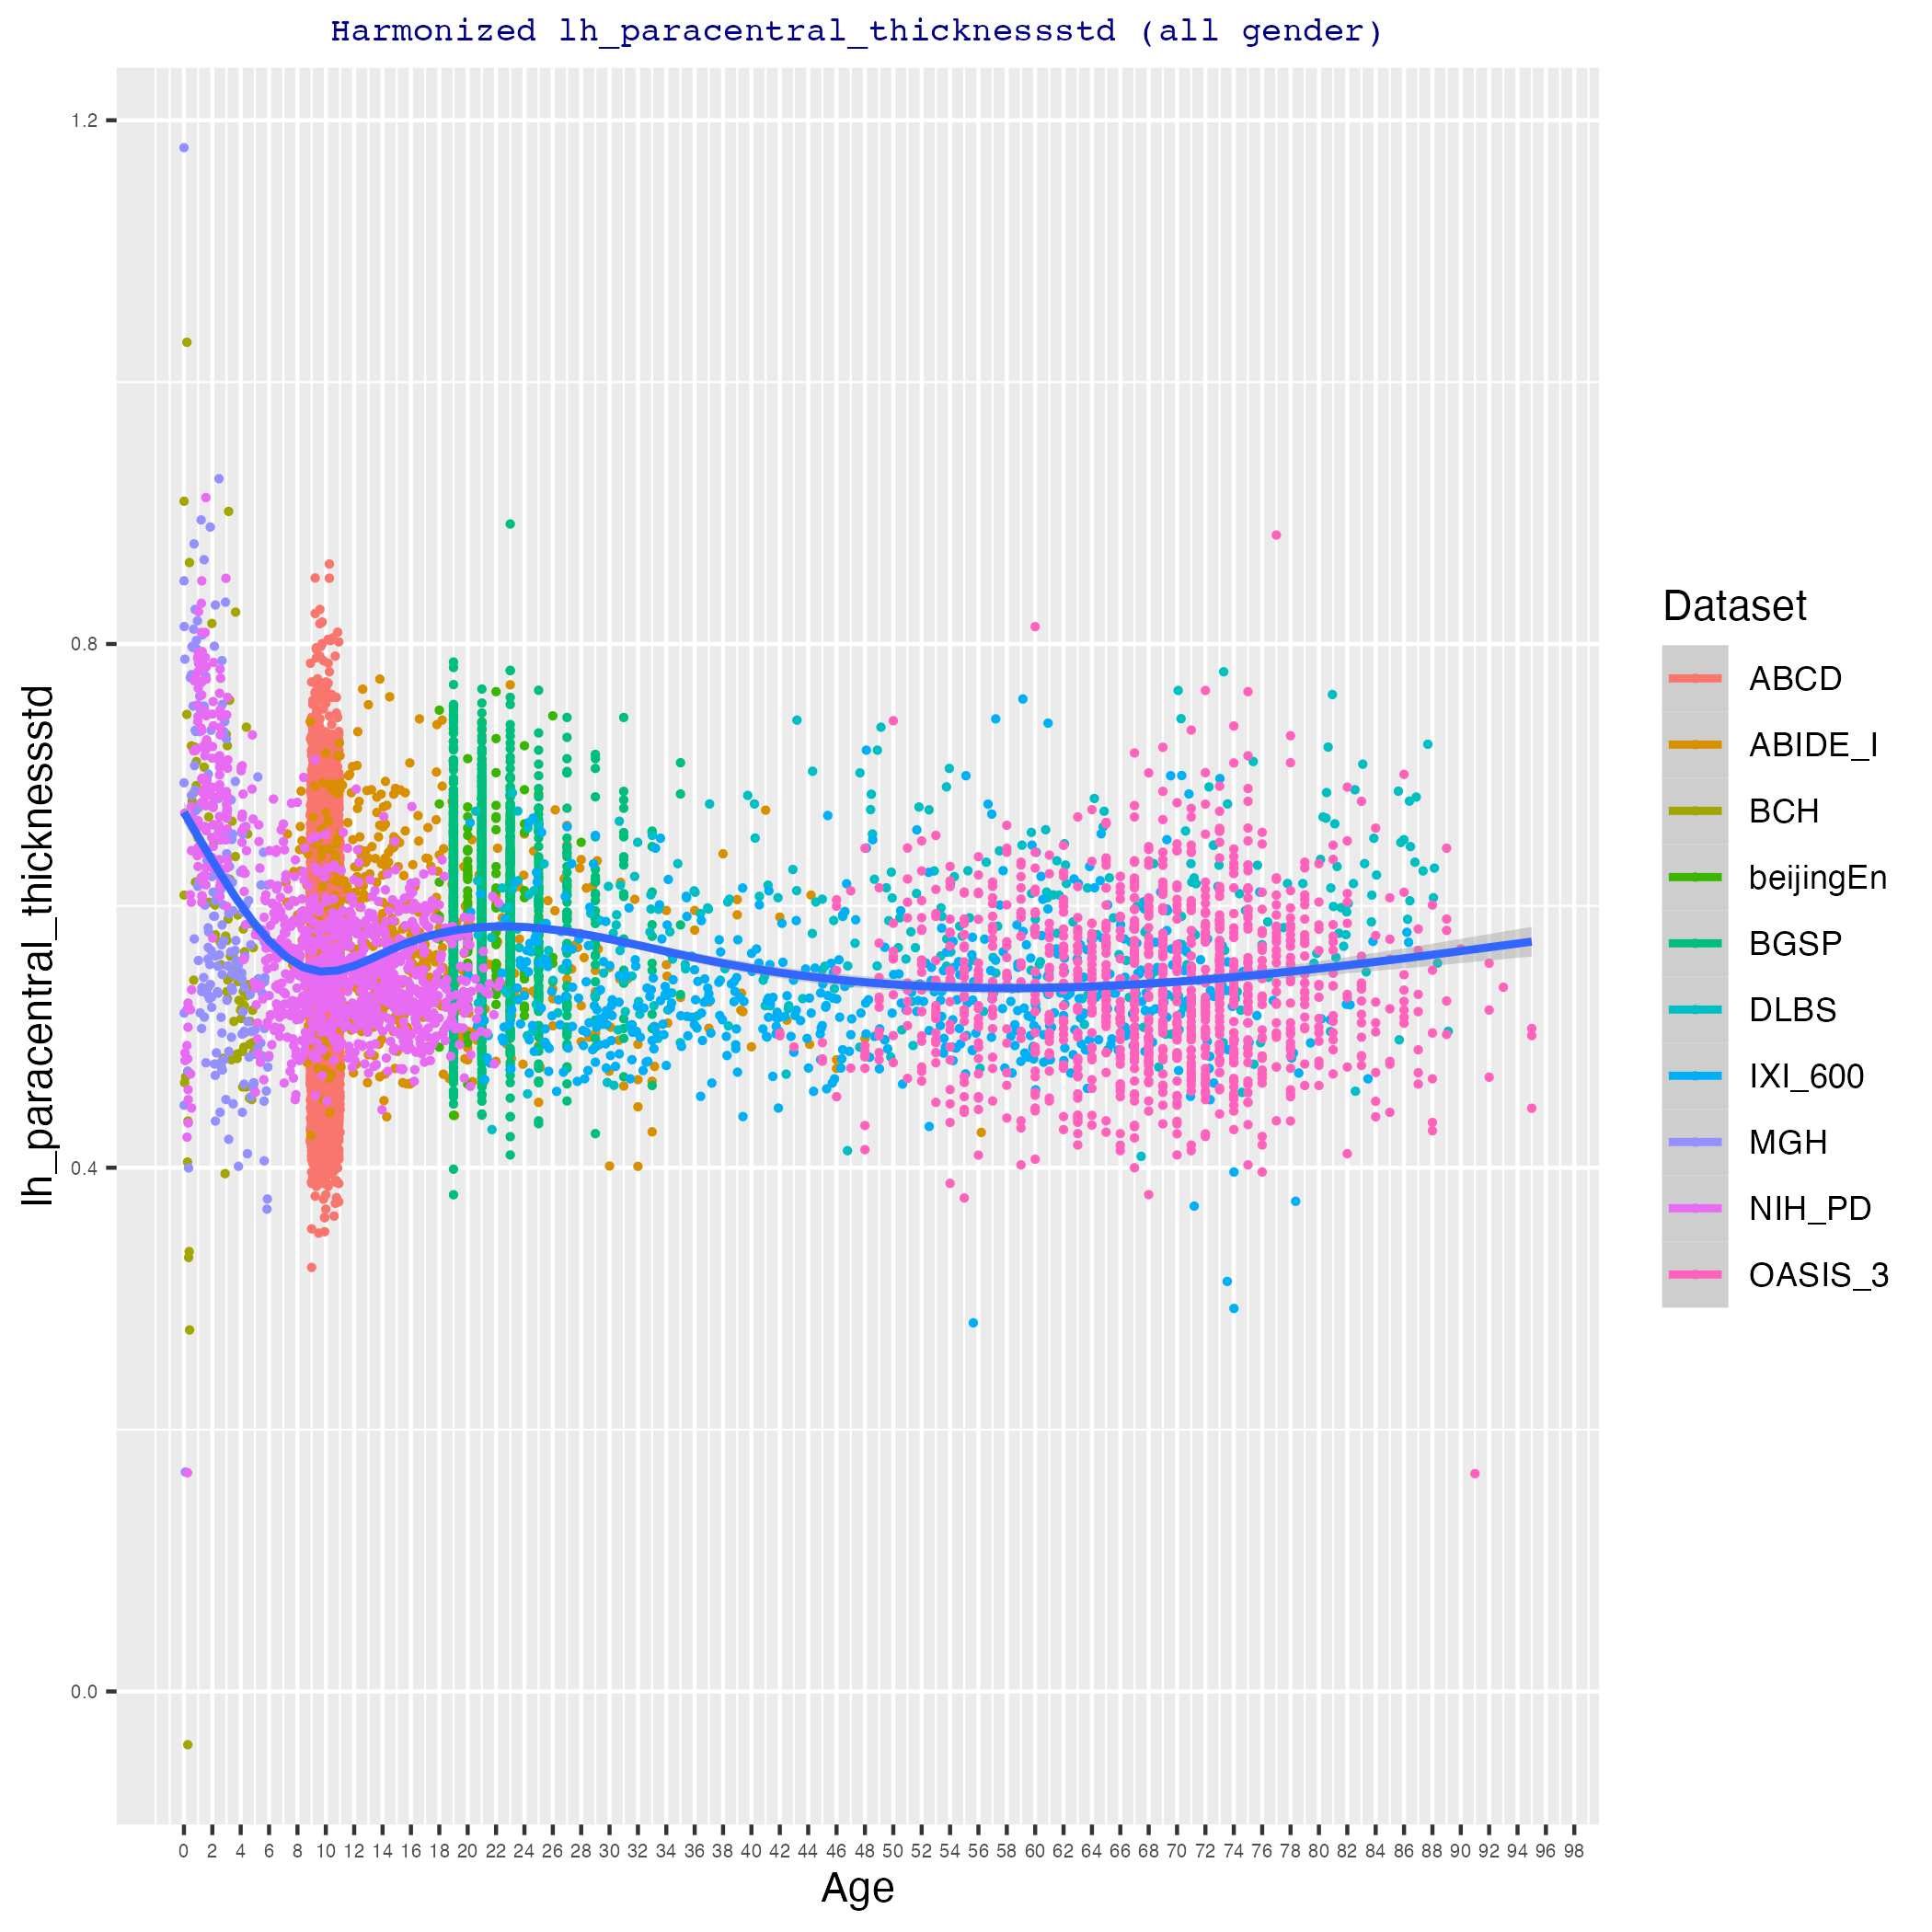 Harmonized lh_paracentral_thicknessstd (all gender)
lh_paracentral_thicknessstd
1.2
0.8
0.4
0.0
0 2 4 6 8 10 12 14 16 18 20 22 24 26 28 30 32 34 36 38 40 42 44 46 48 50 52 54 56 58 60 62 64 66 68 70 72 74 76 78 80 82 84 86 88 90 92 94 96 98
Age
Dataset
ABCD
ABIDE_I
BCH
beijingEn
BGSP
DLBS
IXI_600
MGH
NIH_PD
OASIS_3